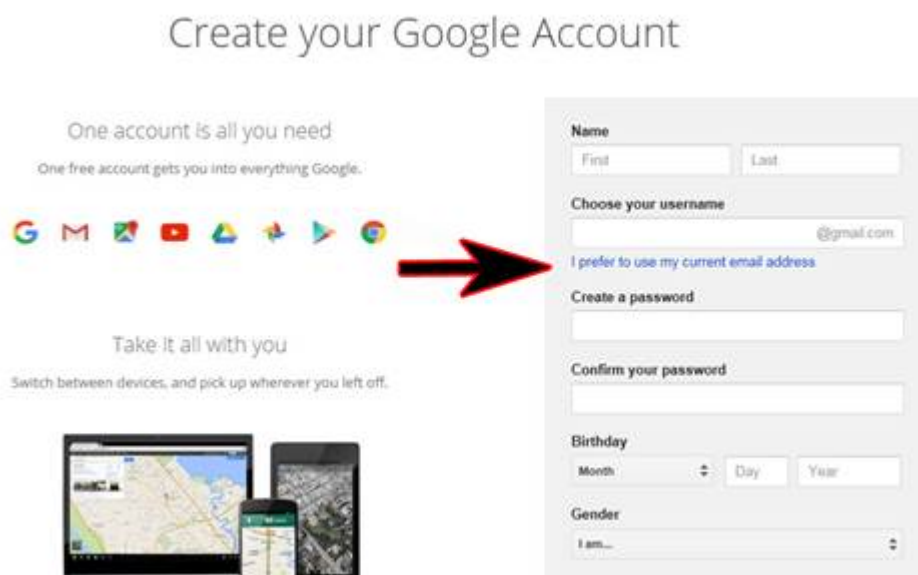 Create your Google Account
One account is all you need
One free account gets you into everything Google.
Take it all with you
Switch between devices, and pick up wherever you left off.
Name
First Last
Choose your username
@gmail.com
I prefer to use my current email address
Create a password
Confirm your password
Birthday
Month Day Year
Gender
I am...